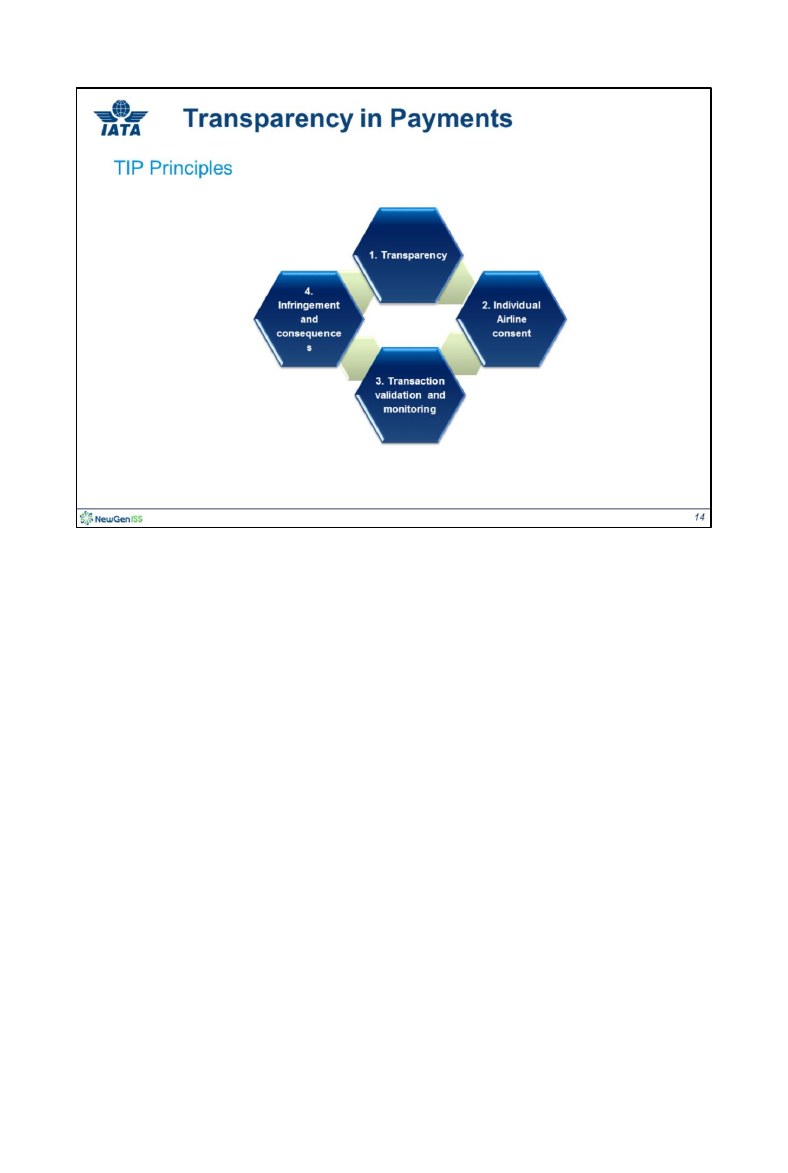 IATA
Transparency in Payments
TIP Principles
1. Transparency
2. Individual
Airline
consent
3. Transaction
validation and
monitoring
4.
Infringement
and
consequence
s
NewGenISS
14